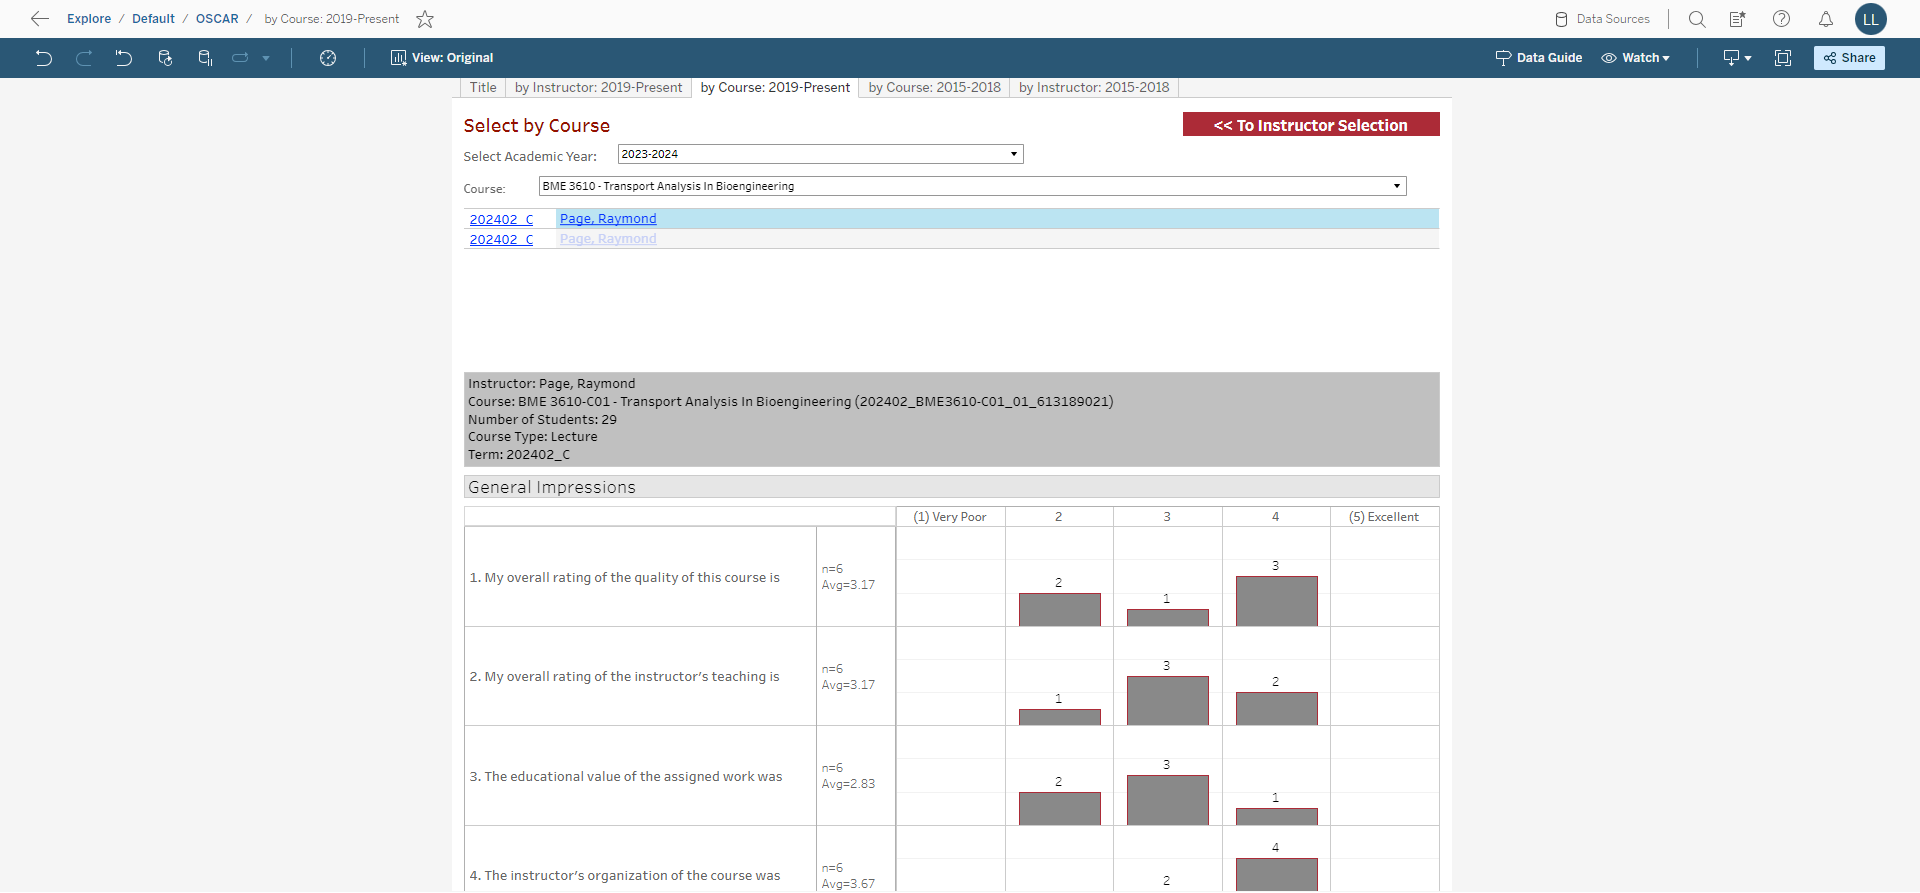 Explore / Default / OSCAR / by Course: 2019-Present
Data Sources
LL
View: Original
Data Guide
Watch
Share
Title
by Instructor: 2019-Present
by Course: 2019-Present
by Course: 2015-2018
by Instructor: 2015-2018
Select by Course
<< To Instructor Selection
Select Academic Year:
2023-2024
Course:
BME 3610 - Transport Analysis In Bioengineering
202402_C Page, Raymond
202402_C Page, Raymond
Instructor: Page, Raymond
Course: BME 3610-C01 - Transport Analysis In Bioengineering (202402_BME3610-C01_01_613189021)
Number of Students: 29
Course Type: Lecture
Term: 202402_C
General Impressions
(1) Very Poor 2 3 4 (5) Excellent
1. My overall rating of the quality of this course is
n=6
Avg=3.17
2 1 3
2. My overall rating of the instructor's teaching is
n=6
Avg=3.17
1 3 2
3. The educational value of the assigned work was
n=6
Avg=2.83
2 3 1
4. The instructor's organization of the course was
n=6
Avg=3.67
2 4